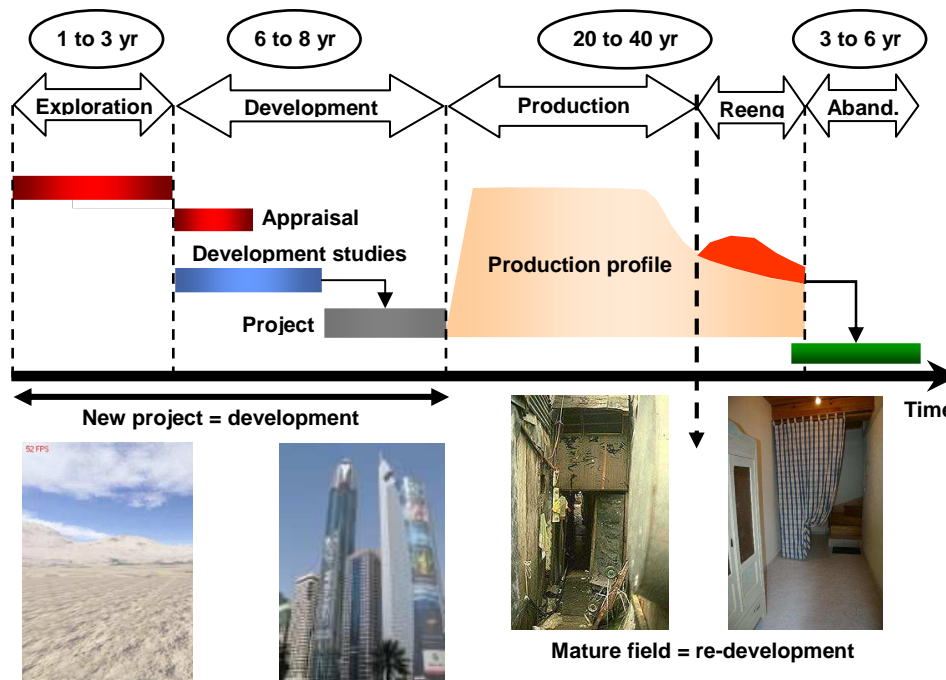 1 to 3 yr
6 to 8 yr
20 to 40 yr
3 to 6 yr
Exploration
Development
Production
Reeng
Aband.
Appraisal
Development studies
Production profile
Project
Time
New project = development
52 FPS
Mature field = re-development